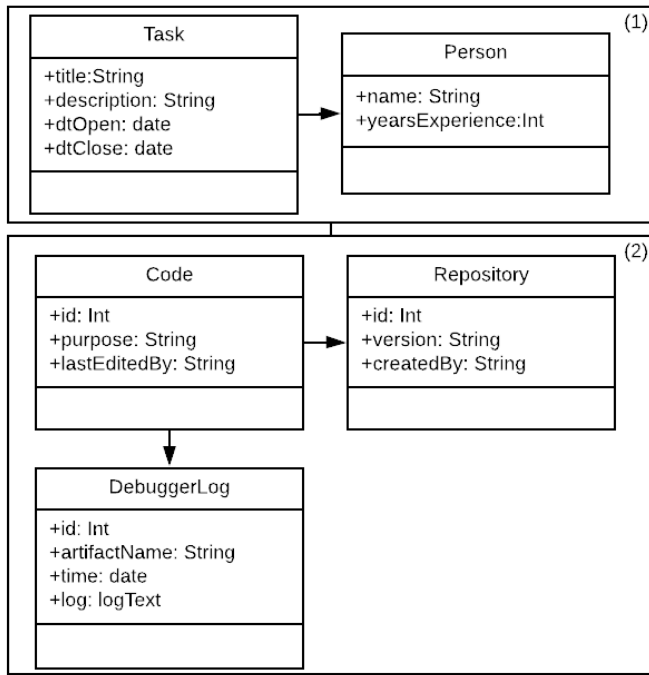 (1)
Task
+title:String
+description: String
+dtOpen: date
+dtClose: date
Person
+name: String
+yearsExperience:Int
(2)
Code
+id: Int
+purpose: String
+lastEditedBy: String
Repository
+id: Int
+version: String
+createdBy: String
DebuggerLog
+id: Int
+artifactName: String
+time: date
+log: logText